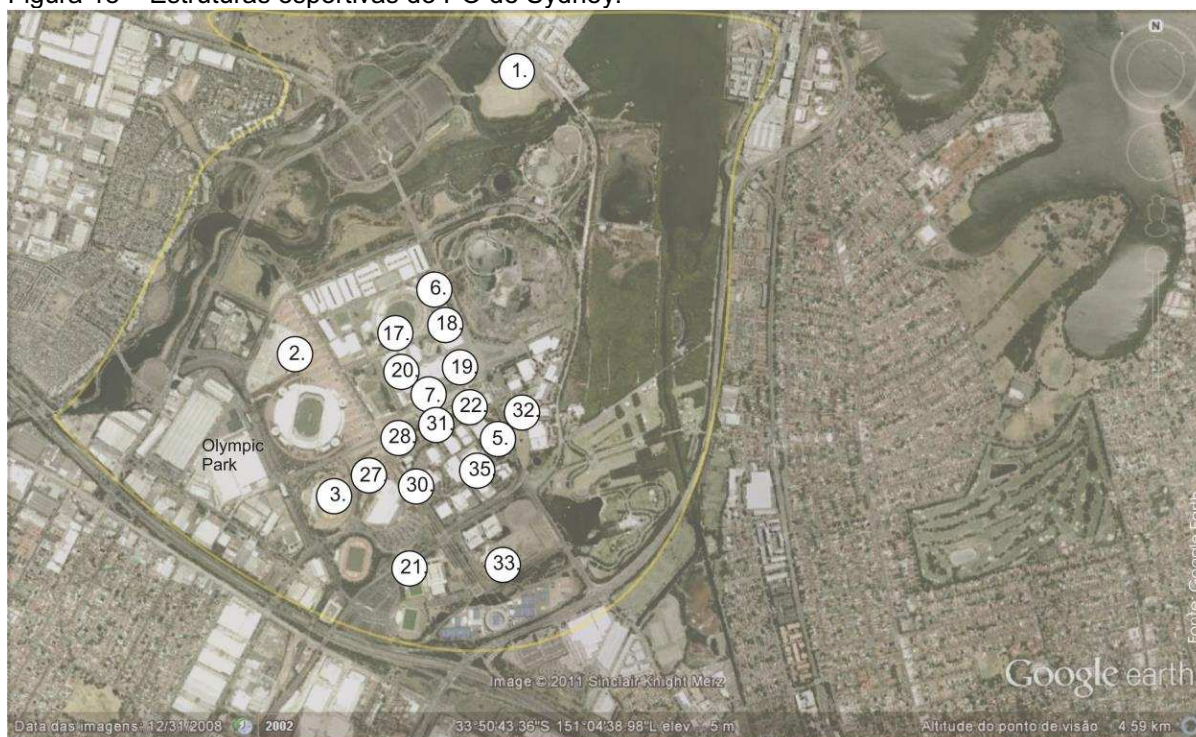 Figura 15 – Estruturas esportivas do PO de Sydney.
N
1.
6.
17. 18.
2.
20. 19.
7.
22. 32.
31.
28. 5.
Olympic
Park
27. 35
3. 30.
21. 33.
Image © 2011 Sinclair Knight Merz
Google earth
Data das imagens: 12/31/2008 2002 33°50'43.36"S 151°04'38.98"L elev 5 m Altitude do ponto de visão 4.59 km